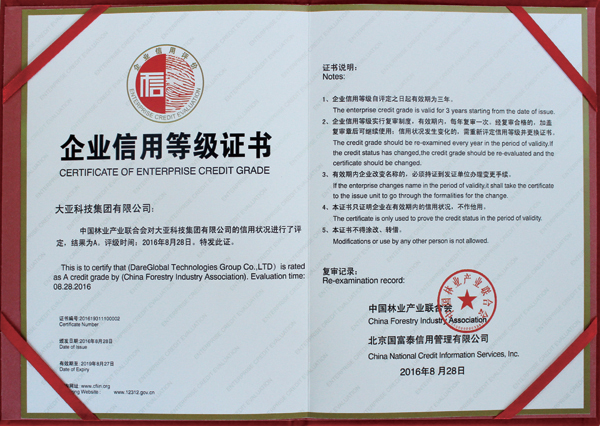 企业信用评价
信
ENTERPRISE CREDIT EVALUATION
企业信用等级证书
CERTIFICATE OF ENTERPRISE CREDIT GRADE
大亚科技集团有限公司:
中国林业产业联合会对大亚科技集团有限公司的信用状况进行了评
定，结果为A。评级时间：2016年8月28日，特发此证。
This is to certify that (DareGlobal Technologies Group Co.,LTD) is rated
as A credit grade by (China Forestry Industry Association). Evaluation time:
08.28.2016
证书编号:201619011100002
Certificate Number
颁发日期:2016年8月28日
Date of Issue
有效期至:2019年8月27日
Date of Expiry
www.cfiin.org
Website：www.12312.gov.cn
证书说明:
Notes:
1、企业信用等级自评定之日起有效期为三年。
The enterprise credit grade is valid for 3 years starting from the date of issue.
2、企业信用等级实行复审制度，有效期内，每年复审一次。经复审合格的，加盖
复审章后可继续使用；信用状况发生变化的，需重新评定信用等级并更换证书。
The credit grade should be re-examined every year in the period of validity.If
the credit status has changed,the credit grade should be re-evaluated and the
certificate should be changed.
3、有效期内企业改变名称的，必须持证到发证单位办理变更手续。
If the enterprise changes name in the period of validity,it shall take the certificate
to the issue unit to go through the formalities for the change.
4、本证书只证明企业在有效期内的信用状况，不作他用。
The certificate is only used to prove the credit status in the period of validity.
5、本证书不得涂改、转借。
Modifications or use by any other person is not allowed.
复审记录:
Re-examination record:
中国林业产业联合会
China Forestry Industry Association
北京国富泰信用管理有限公司
China National Credit Information Services, Inc.
2016年8月28日